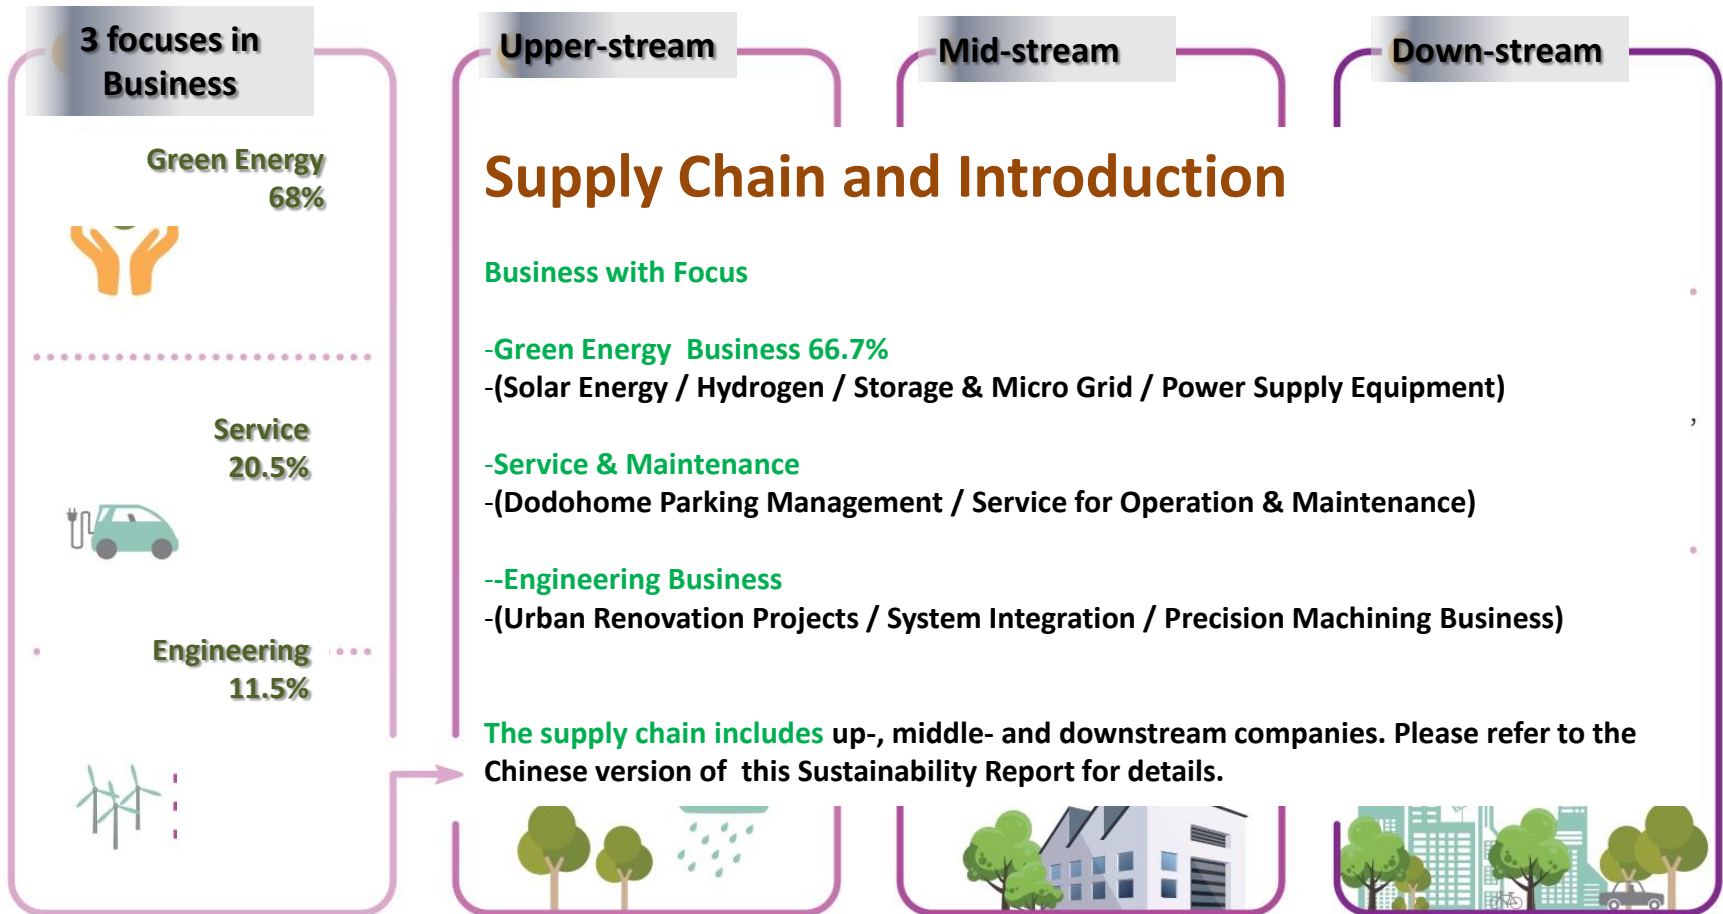 3 focuses in
Business
Green Energy
68%
Service
20.5%
Engineering
11.5%
Upper-stream
Mid-stream
Down-stream
Supply Chain and Introduction
Business with Focus
-Green Energy  Business 66.7%
-(Solar Energy / Hydrogen / Storage & Micro Grid / Power Supply Equipment)
-Service & Maintenance
-(Dodohome Parking Management / Service for Operation & Maintenance)
--Engineering Business
-(Urban Renovation Projects / System Integration / Precision Machining Business)
The supply chain includes up-, middle- and downstream companies. Please refer to the
Chinese version of  this Sustainability Report for details.
,